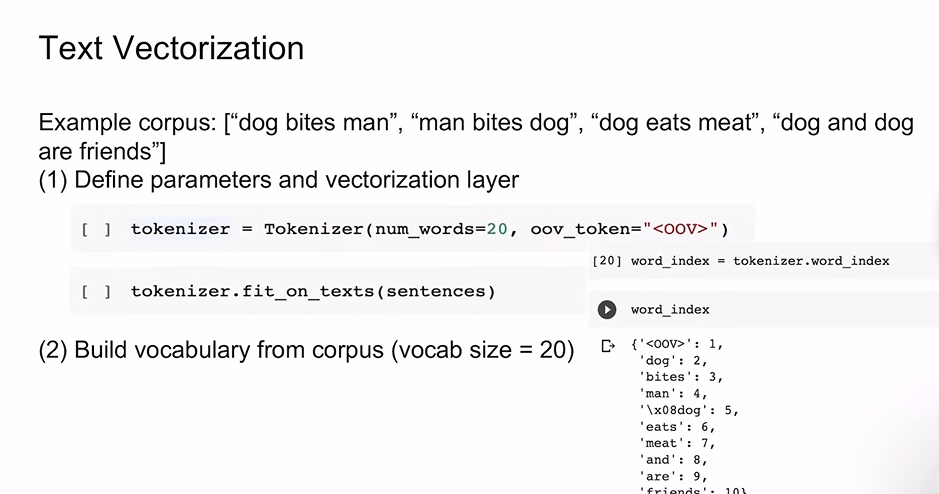 Text Vectorization
Example corpus: [“dog bites man”, “man bites dog”, “dog eats meat”, “dog and dog
are friends”]
(1) Define parameters and vectorization layer
[ ] tokenizer = Tokenizer(num_words=20, oov_token="<OOV>")
[20] word_index = tokenizer.word_index
[ ] tokenizer.fit_on_texts(sentences)
word_index
(2) Build vocabulary from corpus (vocab size = 20)
{'<OOV>': 1,
'dog': 2,
'bites': 3,
'man': 4,
'\x08dog': 5,
'eats': 6,
'meat': 7,
'and': 8,
'are': 9,
'friends': 10}